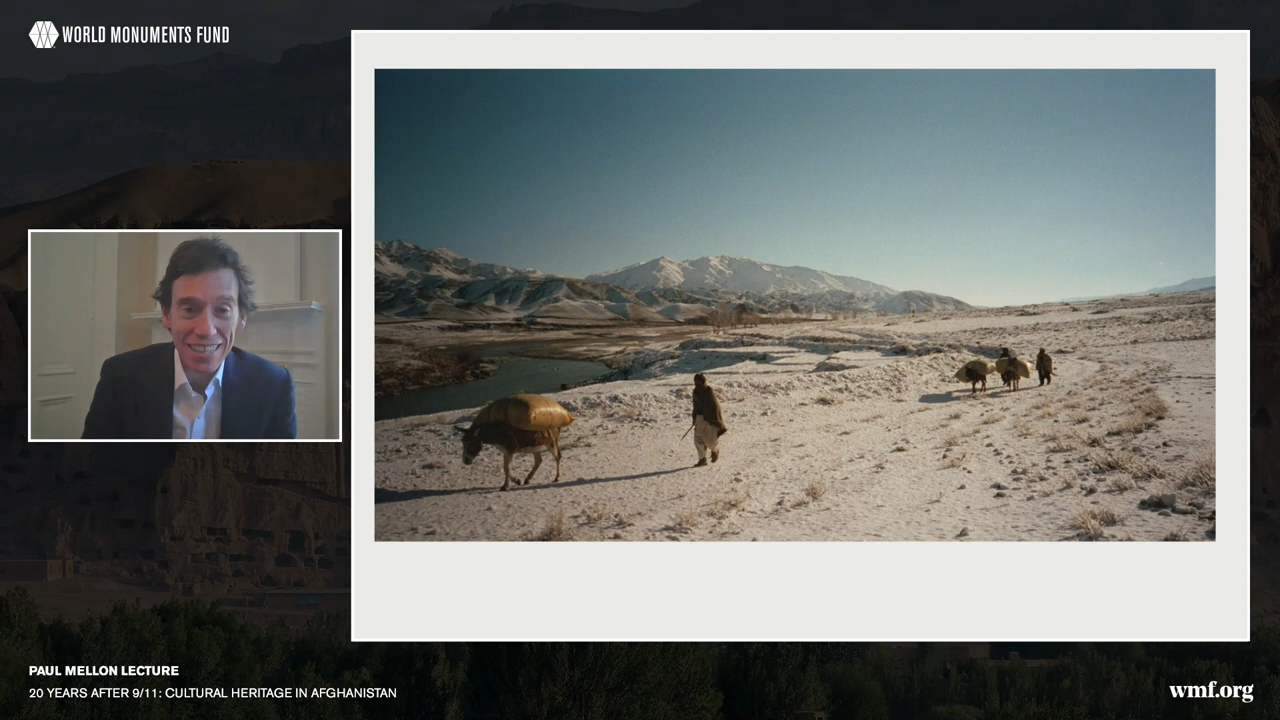 WORLD MONUMENTS FUND
PAUL MELLON LECTURE
20 YEARS AFTER 9/11: CULTURAL HERITAGE IN AFGHANISTAN
wmf.org